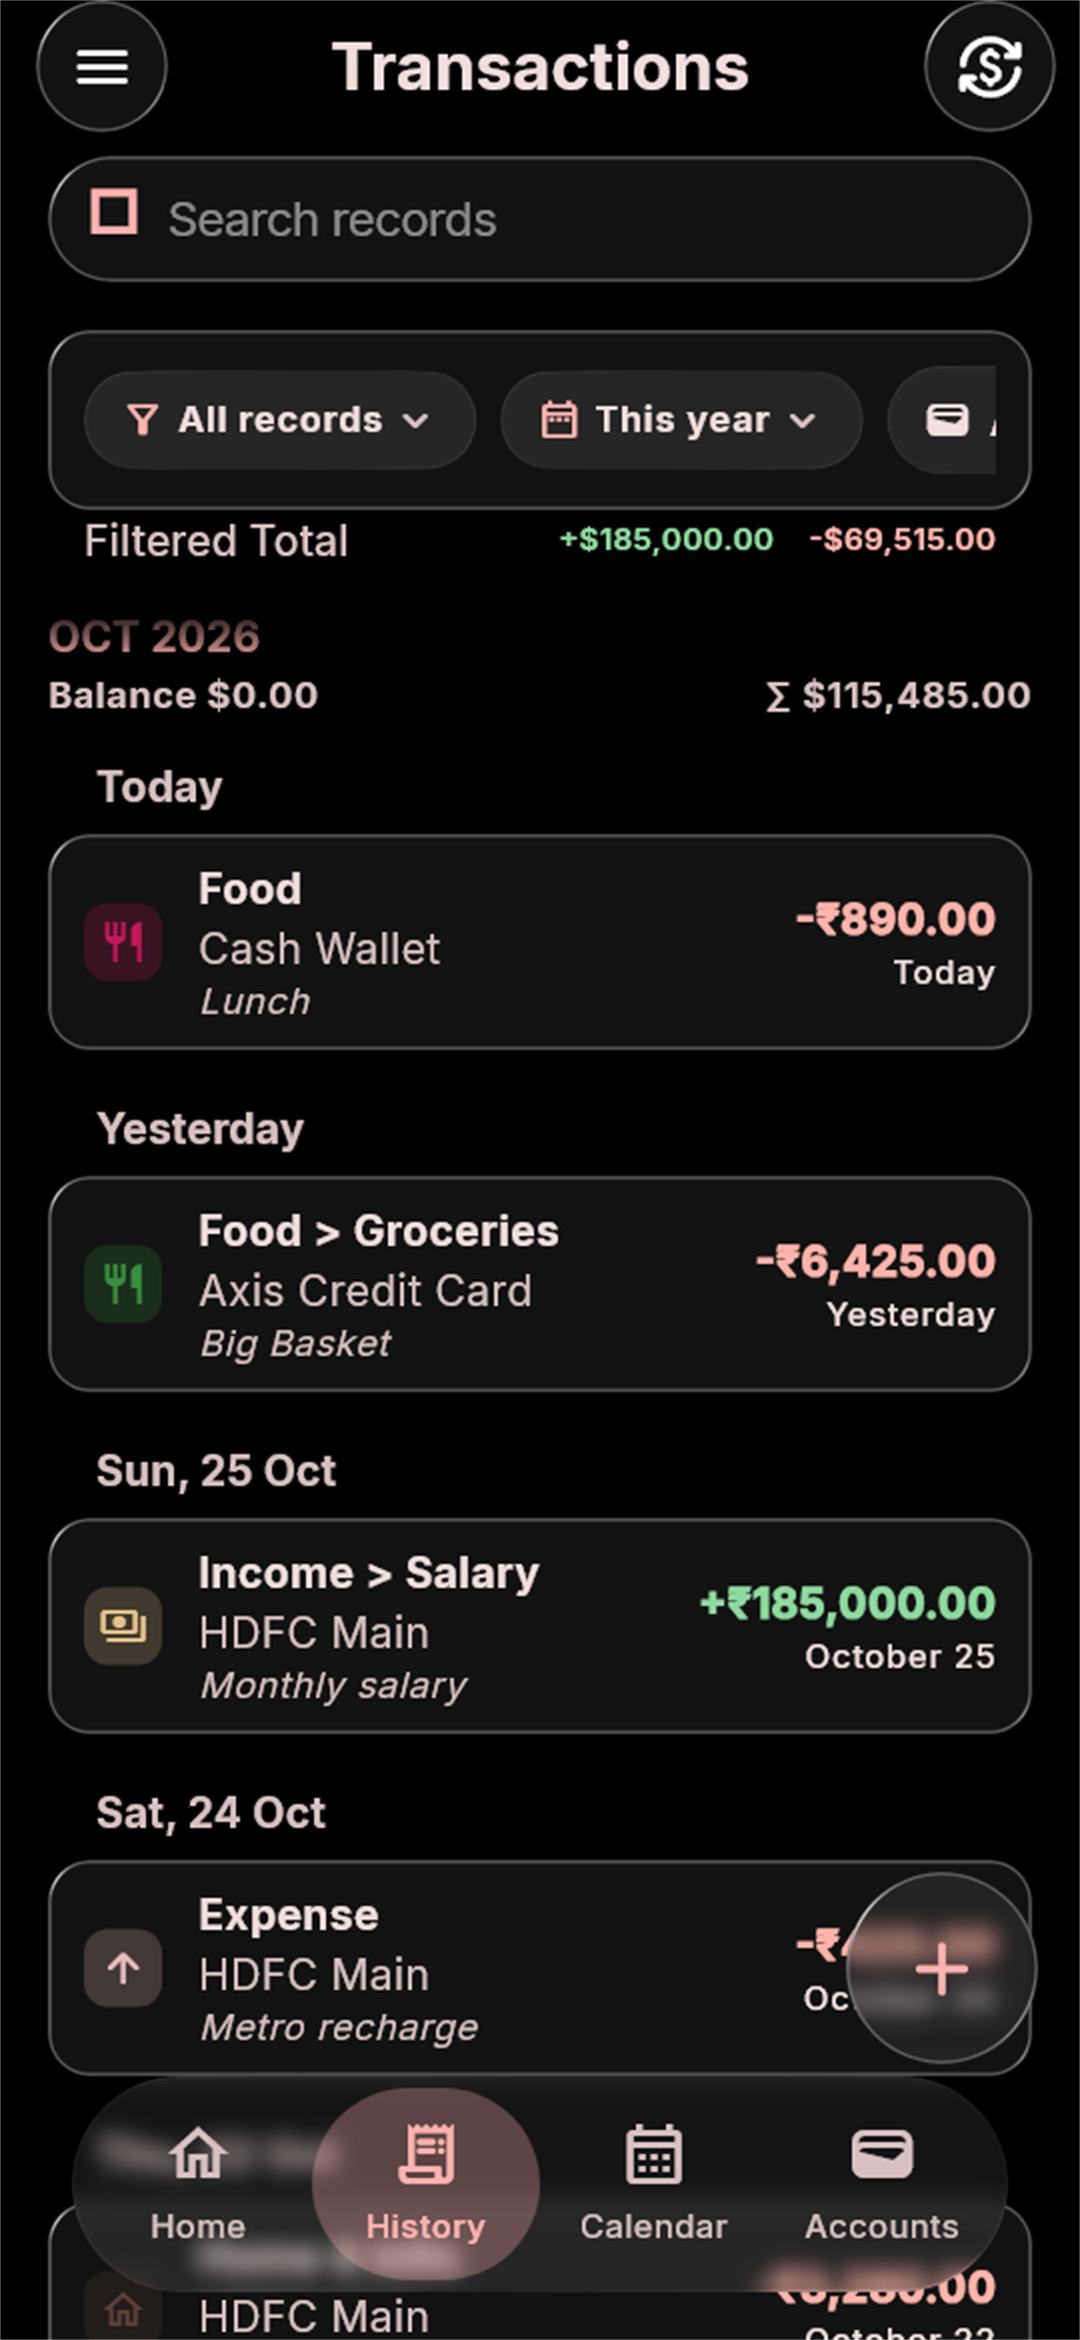 Transactions
Search records
All records
This year
Filtered Total
+$185,000.00 -$69,515.00
OCT 2026
Balance $0.00
Σ $115,485.00
Today
Food
Cash Wallet
Lunch
-₹890.00
Today
Yesterday
Food > Groceries
Axis Credit Card
Big Basket
-₹6,425.00
Yesterday
Sun, 25 Oct
Income > Salary
HDFC Main
Monthly salary
+₹185,000.00
October 25
Sat, 24 Oct
Expense
HDFC Main
Metro recharge
Home
History
Calendar
Accounts
HDFC Main
October 22